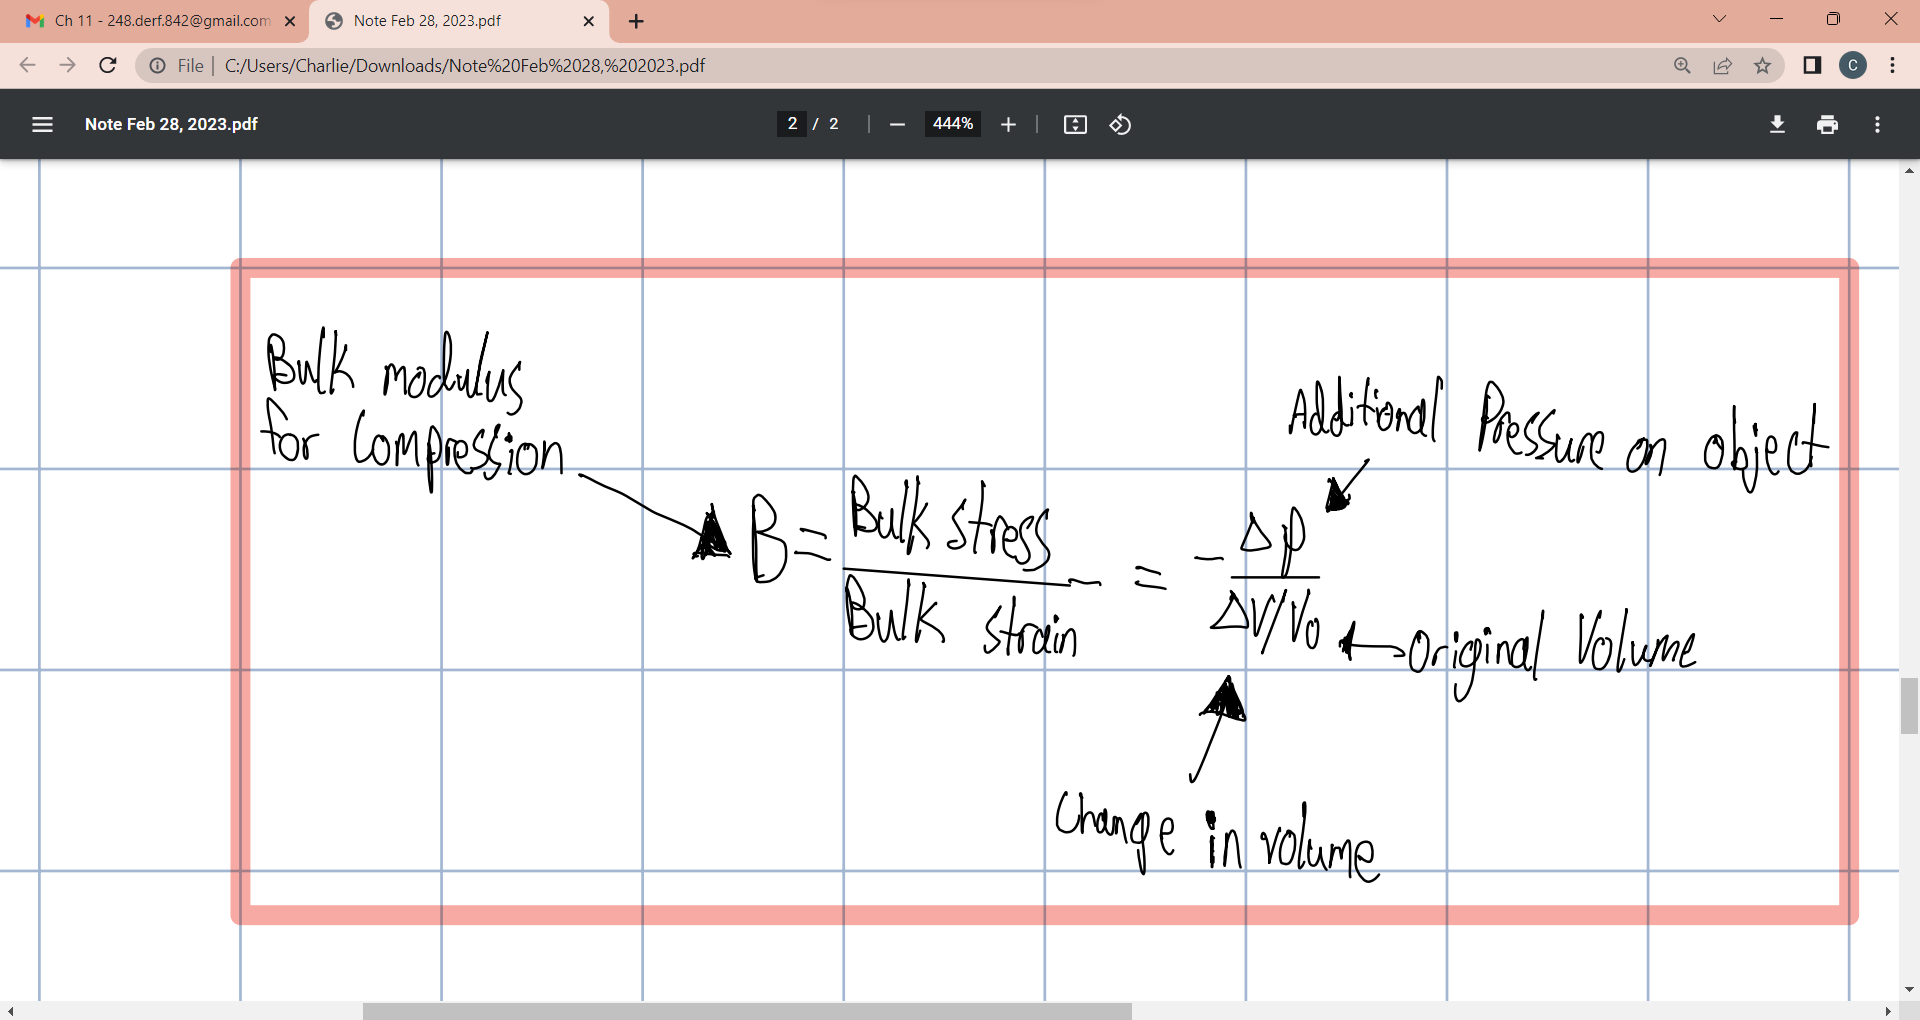 Ch 11 - 248.derf.842@gmail.com
Note Feb 28, 2023.pdf
File | C:/Users/Charlie/Downloads/Note%20Feb%2028,%202023.pdf
C
Note Feb 28, 2023.pdf
2 / 2
444%
Bulk modulus
for Compression
Additional Pressure on object
B = Bulk stress / Bulk strain = - ΔP / ΔV/V₀
Original Volume
Change in volume